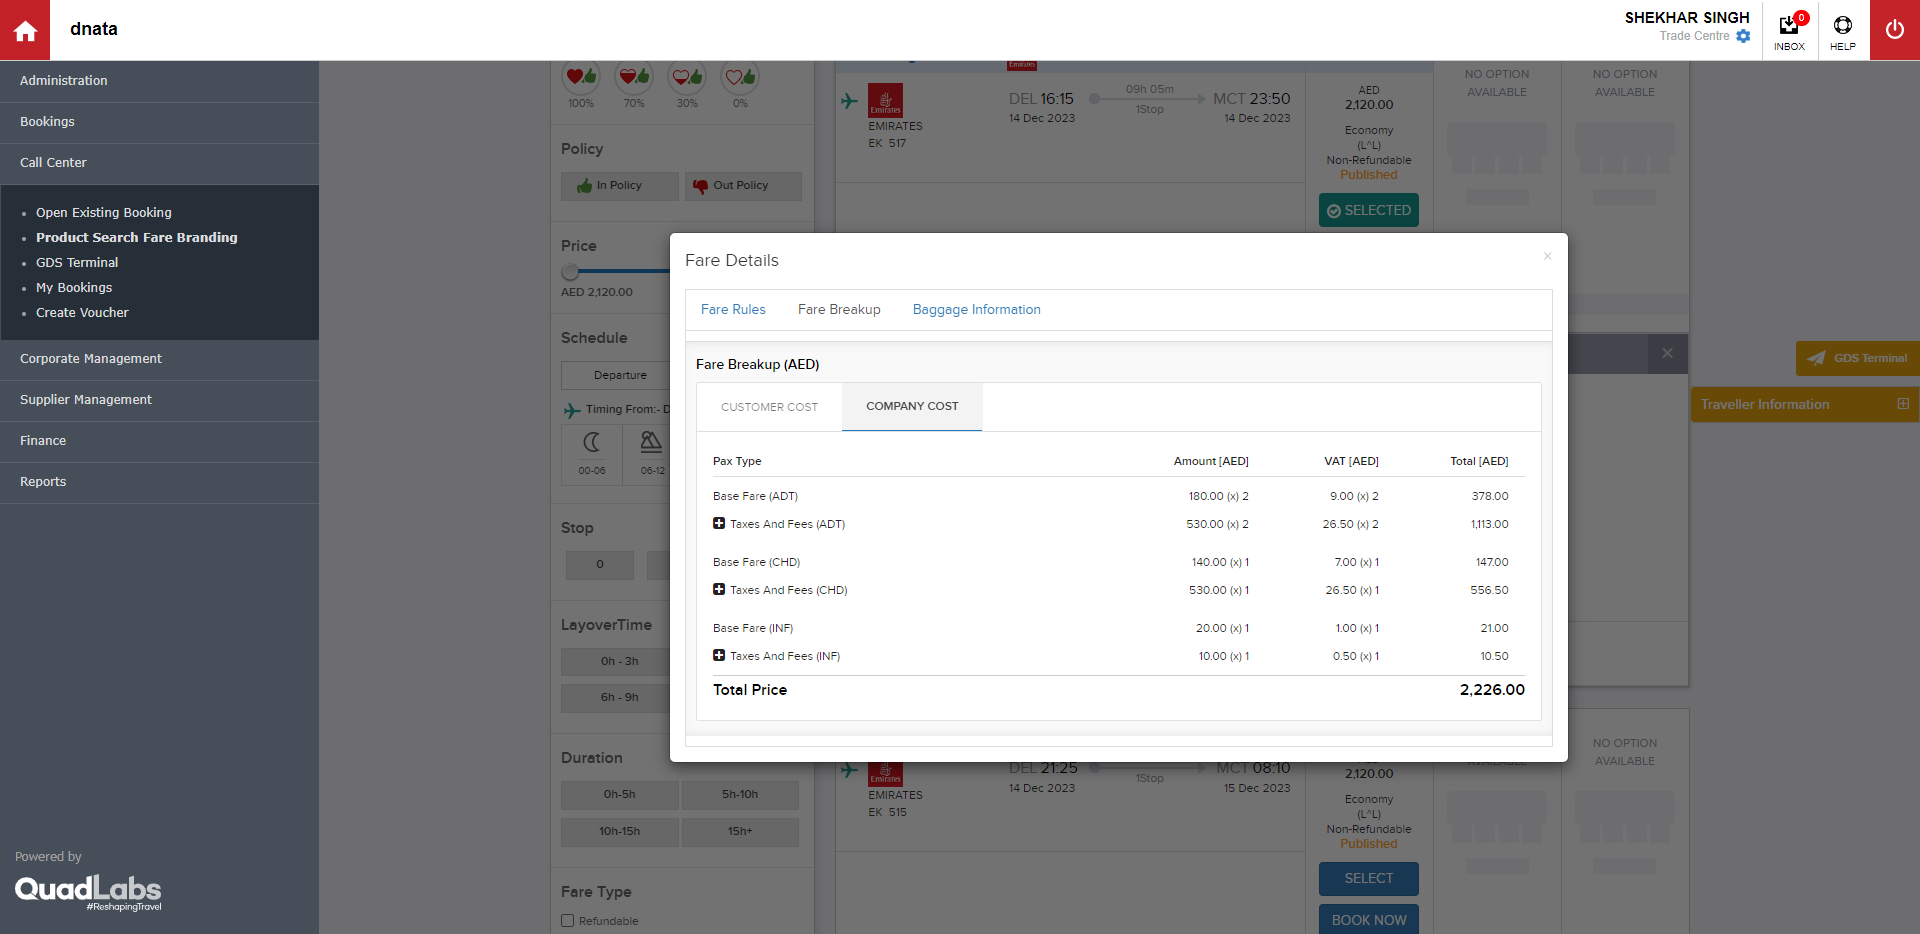 dnata
SHEKHAR SINGH
Trade Centre
0
INBOX
HELP
Administration
Bookings
Call Center
Open Existing Booking
Product Search Fare Branding
GDS Terminal
My Bookings
Create Voucher
Corporate Management
Supplier Management
Finance
Reports
Powered by
QuadLabs
#ReshapingTravel
100% 70% 30% 0%
Policy
In Policy Out Policy
Price
AED 2,120.00
Schedule
Departure
Timing From:- D
00-06 06-12
Stop
0
LayoverTime
0h - 3h
6h - 9h
Duration
0h-5h 5h-10h
10h-15h 15h+
Fare Type
Refundable
Emirates
Emirates
EMIRATES
EK 517
DEL 16:15
14 Dec 2023
09h 05m
1Stop
MCT 23:50
14 Dec 2023
AED
2,120.00
Economy
(L^L)
Non-Refundable
Published
SELECTED
NO OPTION
AVAILABLE
NO OPTION
AVAILABLE
Fare Details
×
Fare Rules Fare Breakup Baggage Information
Fare Breakup (AED)
CUSTOMER COST COMPANY COST
Pax Type Amount [AED] VAT [AED] Total [AED]
Base Fare (ADT) 180.00 (x) 2 9.00 (x) 2 378.00
Taxes And Fees (ADT) 530.00 (x) 2 26.50 (x) 2 1,113.00
Base Fare (CHD) 140.00 (x) 1 7.00 (x) 1 147.00
Taxes And Fees (CHD) 530.00 (x) 1 26.50 (x) 1 556.50
Base Fare (INF) 20.00 (x) 1 1.00 (x) 1 21.00
Taxes And Fees (INF) 10.00 (x) 1 0.50 (x) 1 10.50
Total Price 2,226.00
GDS Terminal
Traveller Information
Emirates
EMIRATES
EK 515
DEL 21:25
14 Dec 2023
1Stop
MCT 08:10
15 Dec 2023
2,120.00
Economy
(L^L)
Non-Refundable
Published
SELECT
BOOK NOW
AVAILABLE
NO OPTION
AVAILABLE